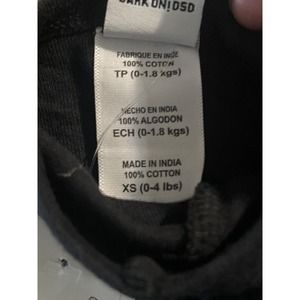 FABRIQUE EN INDE
100% COTON
TP (0-1.8 kgs)
HECHO EN INDIA
100% ALGODON
ECH (0-1.8 kgs)
MADE IN INDIA
100% COTTON
XS (0-4 lbs)